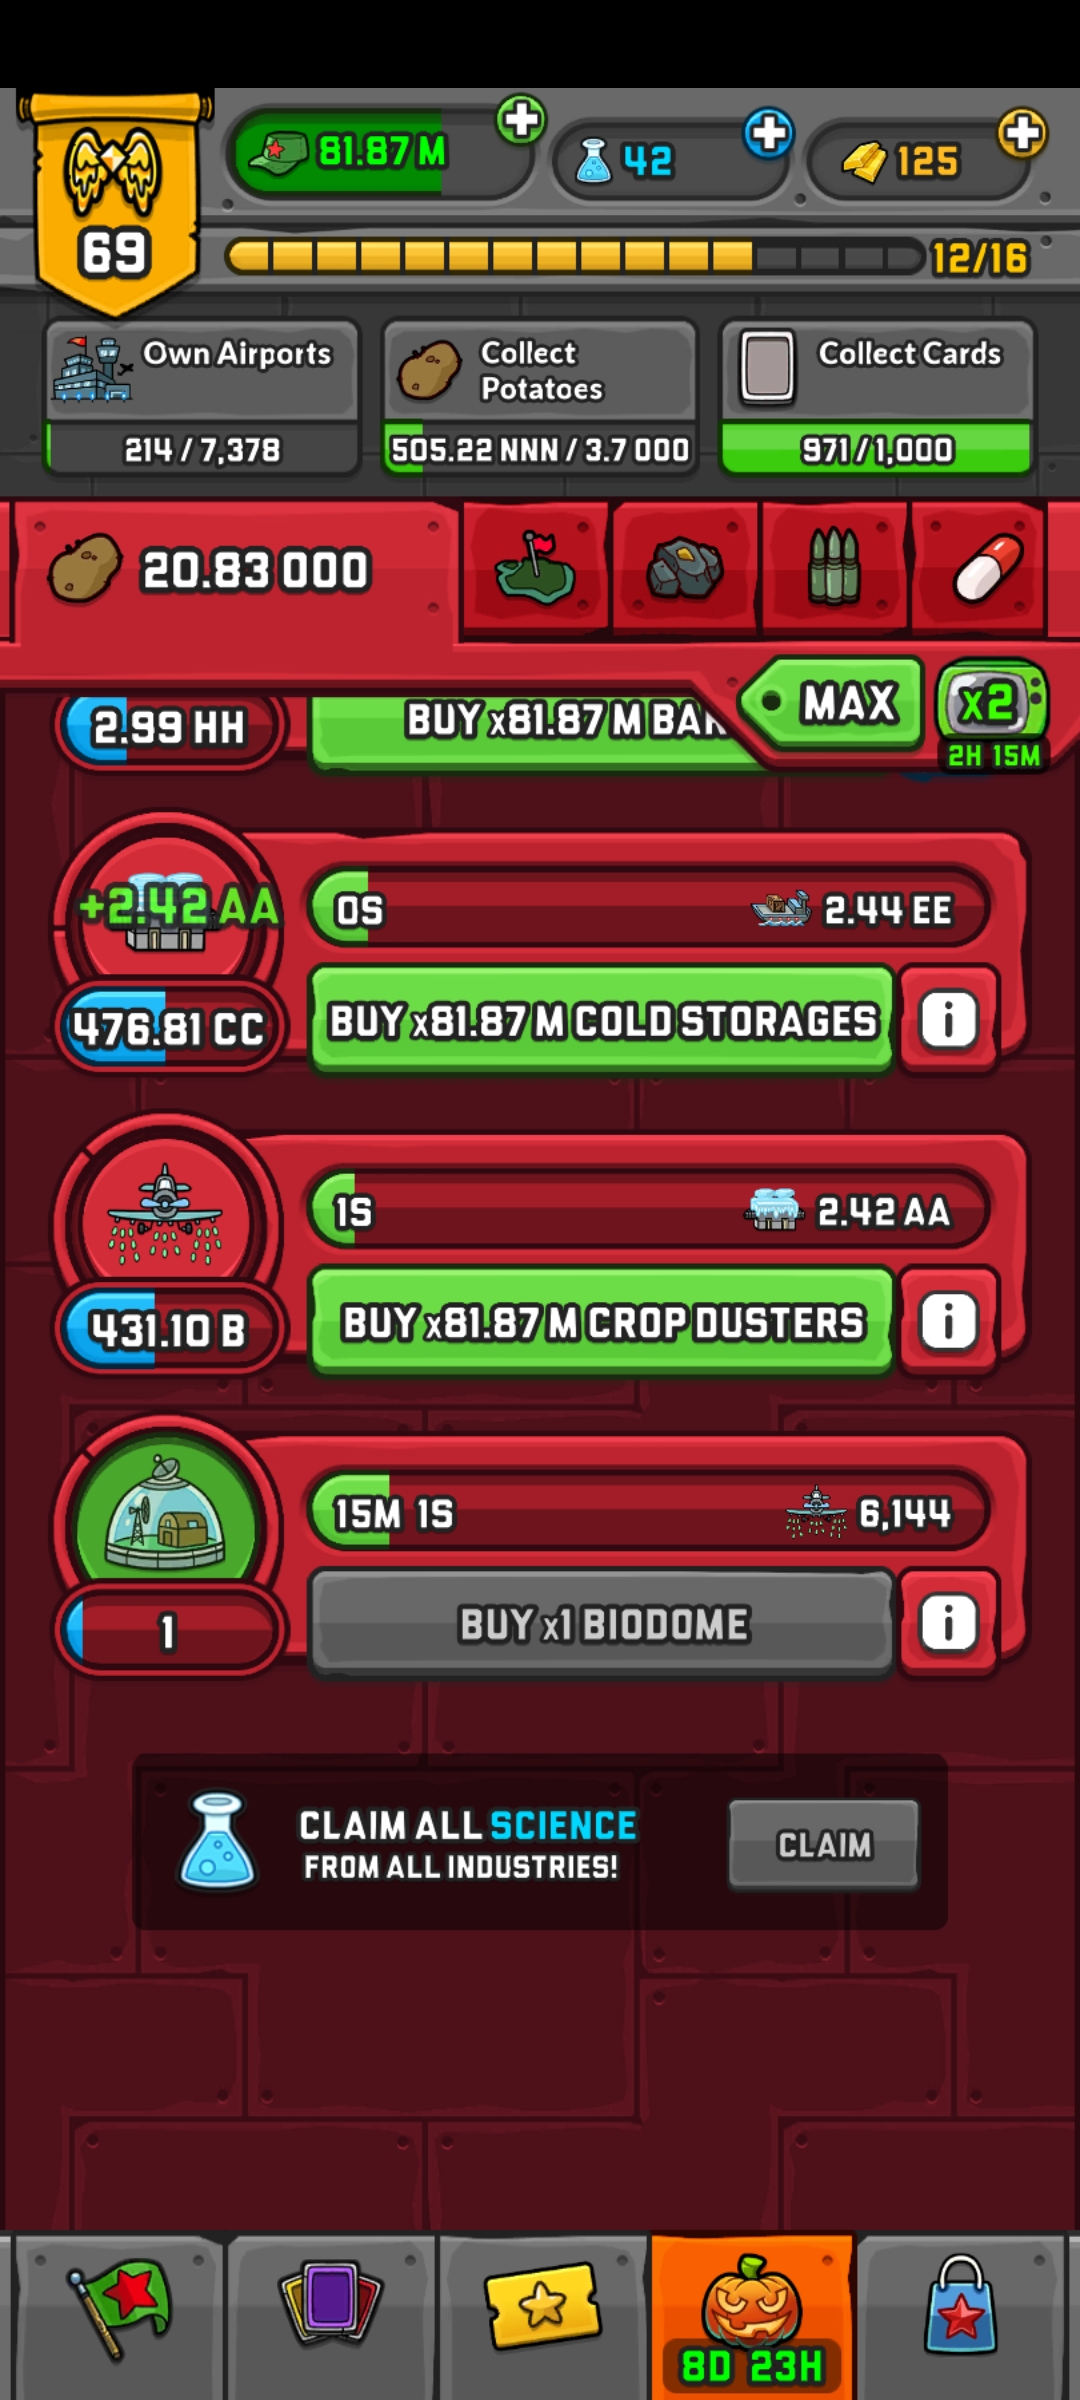 81.87 M
42
125
69
12/16
Own Airports
214 / 7,378
Collect
Potatoes
505.22 NNN / 3.7 OOO
Collect Cards
971 / 1,000
20.83 OOO
MAX
x2
2H 15M
2.99 HH
BUY x81.87 M BAR
+2.42 AA
0S
2.44 EE
476.81 CC
BUY x81.87 M COLD STORAGES
i
1S
2.42 AA
431.10 B
BUY x81.87 M CROP DUSTERS
i
15M 1S
6,144
1
BUY x1 BIODOME
i
CLAIM ALL SCIENCE
FROM ALL INDUSTRIES!
CLAIM
8D 23H